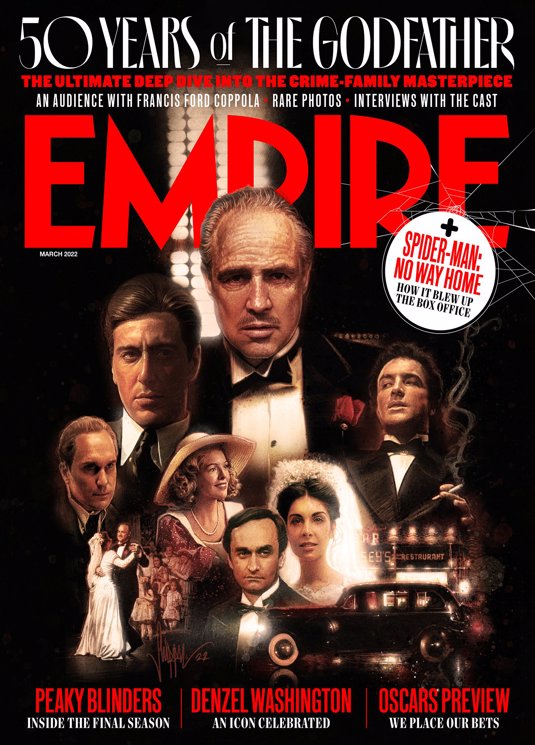 50 YEARS of THE GODFATHER
THE ULTIMATE DEEP DIVE INTO THE CRIME-FAMILY MASTERPIECE
AN AUDIENCE WITH FRANCIS FORD COPPOLA • RARE PHOTOS • INTERVIEWS WITH THE CAST
EMPIRE
MARCH 2022
+
SPIDER-MAN:
NO WAY HOME
HOW IT BLEW UP
THE BOX OFFICE
RESTAURANT
PEAKY BLINDERS
INSIDE THE FINAL SEASON
DENZEL WASHINGTON
AN ICON CELEBRATED
OSCARS PREVIEW
WE PLACE OUR BETS